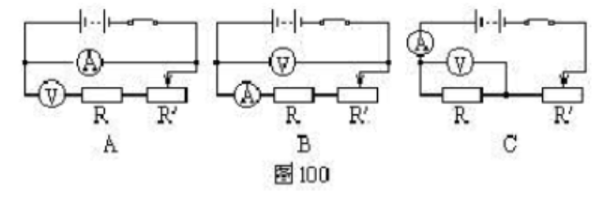 A V R R'
V A R R'
A V R R'
A B C
图100